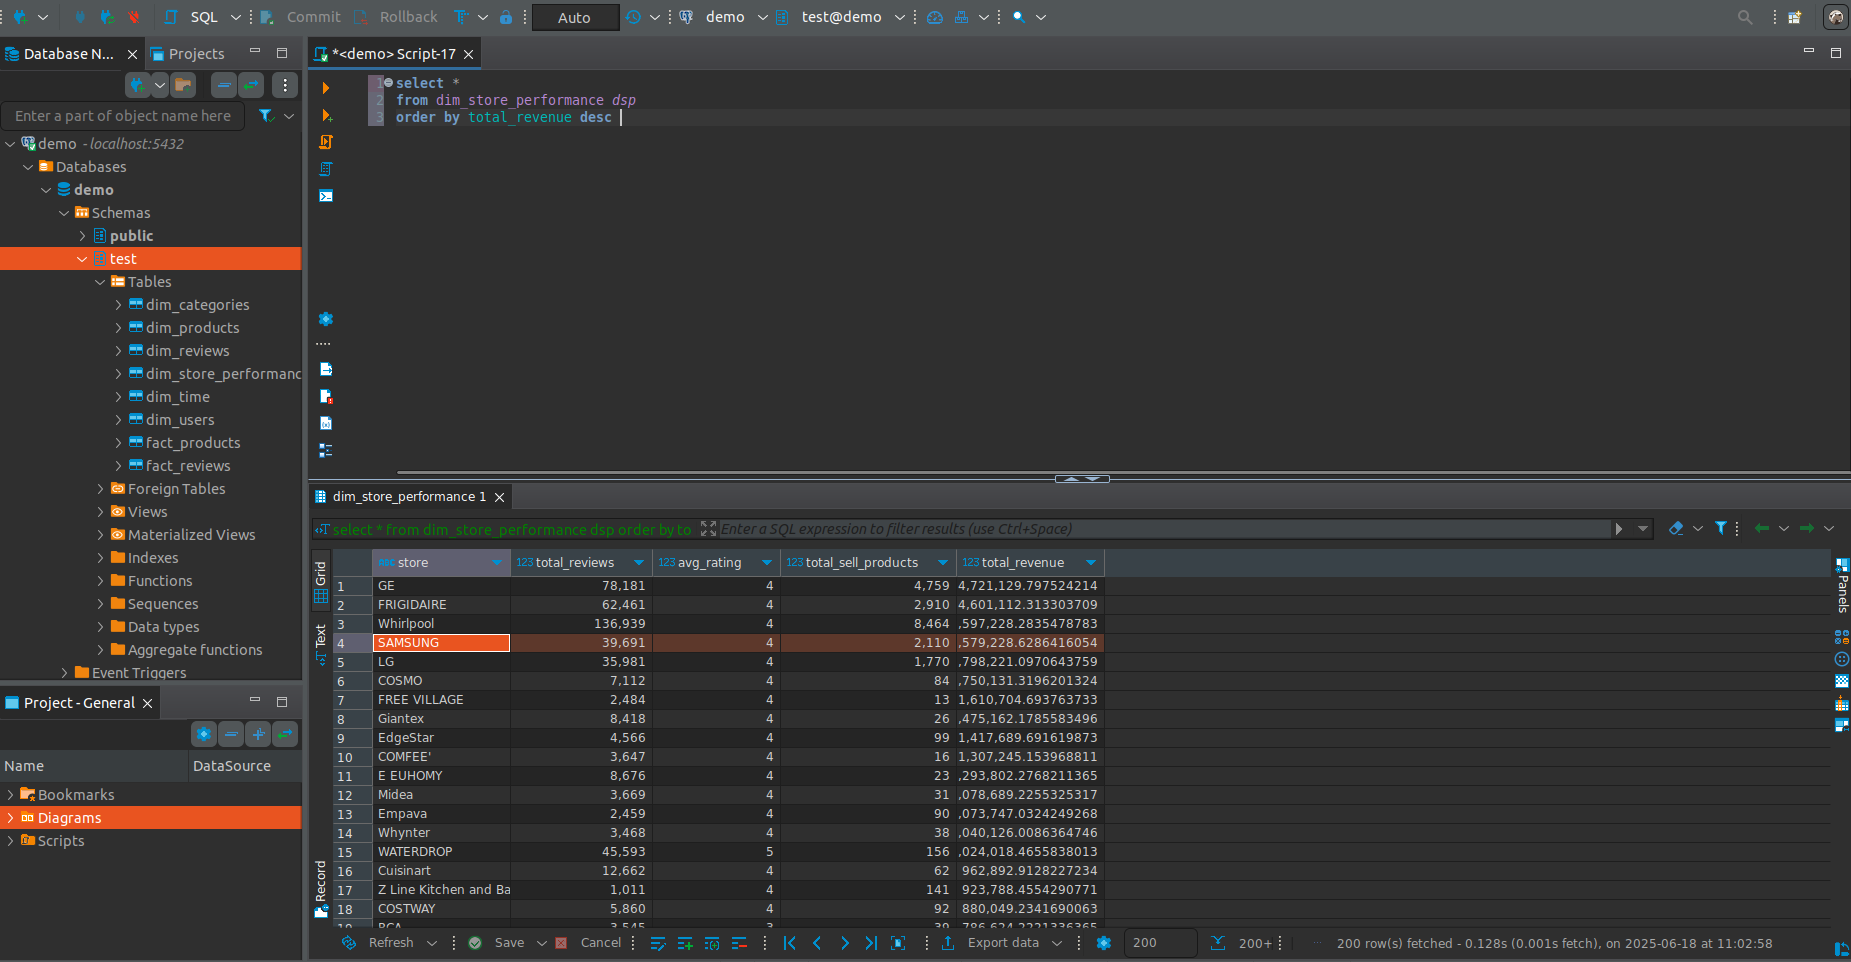 SQL Commit Rollback Auto demo test@demo
Database N... Projects
*<demo> Script-17
Enter a part of object name here
demo - localhost:5432
Databases
demo
Schemas
public
test
Tables
dim_categories
dim_products
dim_reviews
dim_store_performanc
dim_time
dim_users
fact_products
fact_reviews
Foreign Tables
Views
Materialized Views
Indexes
Functions
Sequences
Data types
Aggregate functions
Event Triggers
Project - General
Name DataSource
Bookmarks
Diagrams
Scripts
1 select *
2 from dim_store_performance dsp
3 order by total_revenue desc
dim_store_performance 1
select * from dim_store_performance dsp order by to Enter a SQL expression to filter results (use Ctrl+Space)
Grid
Text
Record
Panels
store 123 total_reviews 123 avg_rating 123 total_sell_products 123 total_revenue
1 GE 78,181 4 4,759 4,721,129.797524214
2 FRIGIDAIRE 62,461 4 2,910 4,601,112.313303709
3 Whirlpool 136,939 4 8,464 ,597,228.2835478783
4 SAMSUNG 39,691 4 2,110 ,579,228.6286416054
5 LG 35,981 4 1,770 ,798,221.0970643759
6 COSMO 7,112 4 84 ,750,131.3196201324
7 FREE VILLAGE 2,484 4 13 1,610,704.693763733
8 Giantex 8,418 4 26 ,475,162.1785583496
9 EdgeStar 4,566 4 99 1,417,689.691619873
10 COMFEE' 3,647 4 16 1,307,245.153968811
11 E EUHOMY 8,676 4 23 ,293,802.2768211365
12 Midea 3,669 4 31 ,078,689.2255325317
13 Empava 2,459 4 90 ,073,747.0324249268
14 Whynter 3,468 4 38 ,040,126.0086364746
15 WATERDROP 45,593 5 156 ,024,018.4655838013
16 Cuisinart 12,662 4 62 962,892.9128227234
17 Z Line Kitchen and Ba 1,011 4 141 923,788.4554290771
18 COSTWAY 5,860 4 92 880,049.2341690063
Refresh Save Cancel Export data 200 200+ 200 row(s) fetched - 0.128s (0.001s fetch), on 2025-06-18 at 11:02:58